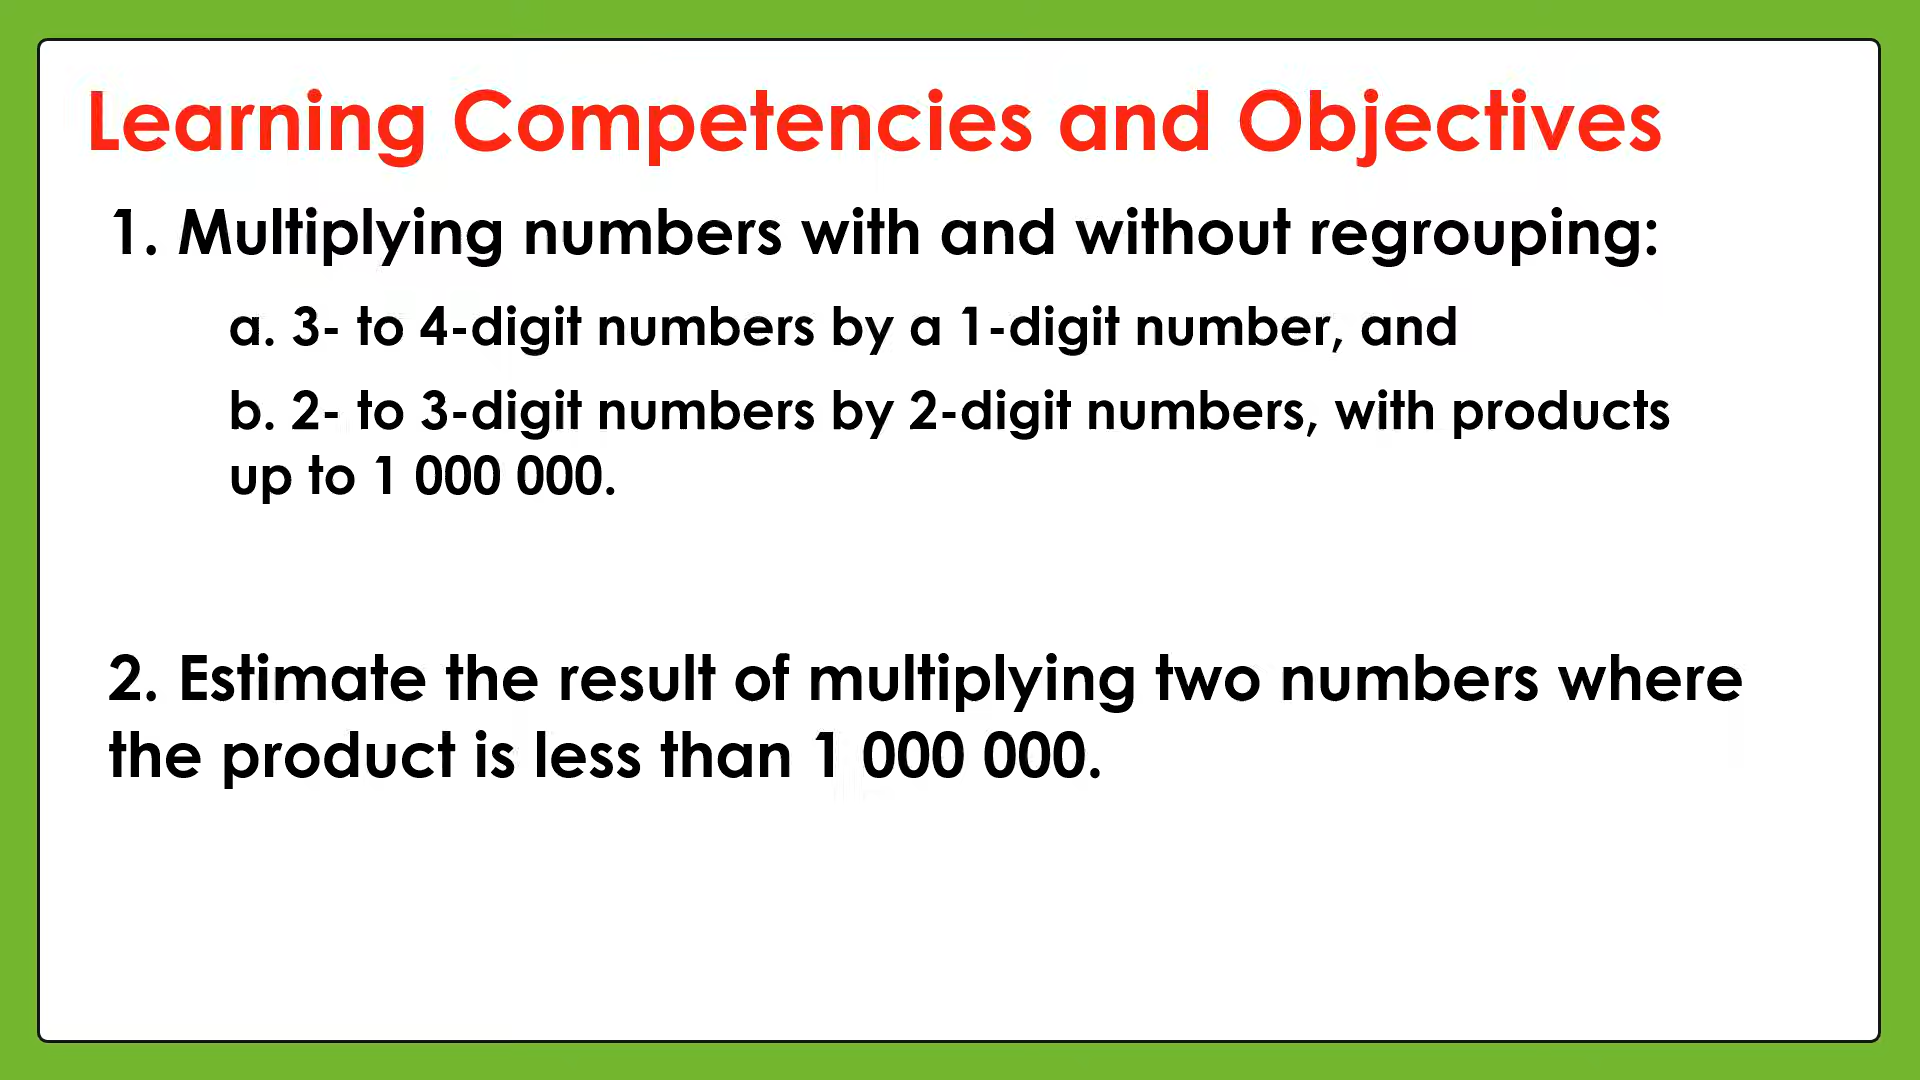 Learning Competencies and Objectives
1. Multiplying numbers with and without regrouping:
a. 3- to 4-digit numbers by a 1-digit number, and
b. 2- to 3-digit numbers by 2-digit numbers, with products
up to 1 000 000.
2. Estimate the result of multiplying two numbers where
the product is less than 1 000 000.